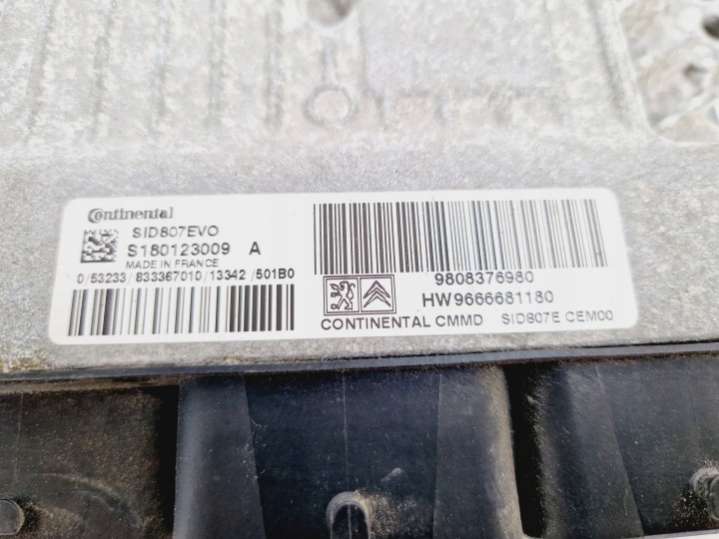 Continental
SID807EVO
S180123009 A
MADE IN FRANCE
0/53233/833367010/13342/501B0
9808376980
HW9666681180
CONTINENTAL CMMD SID807E CEM00